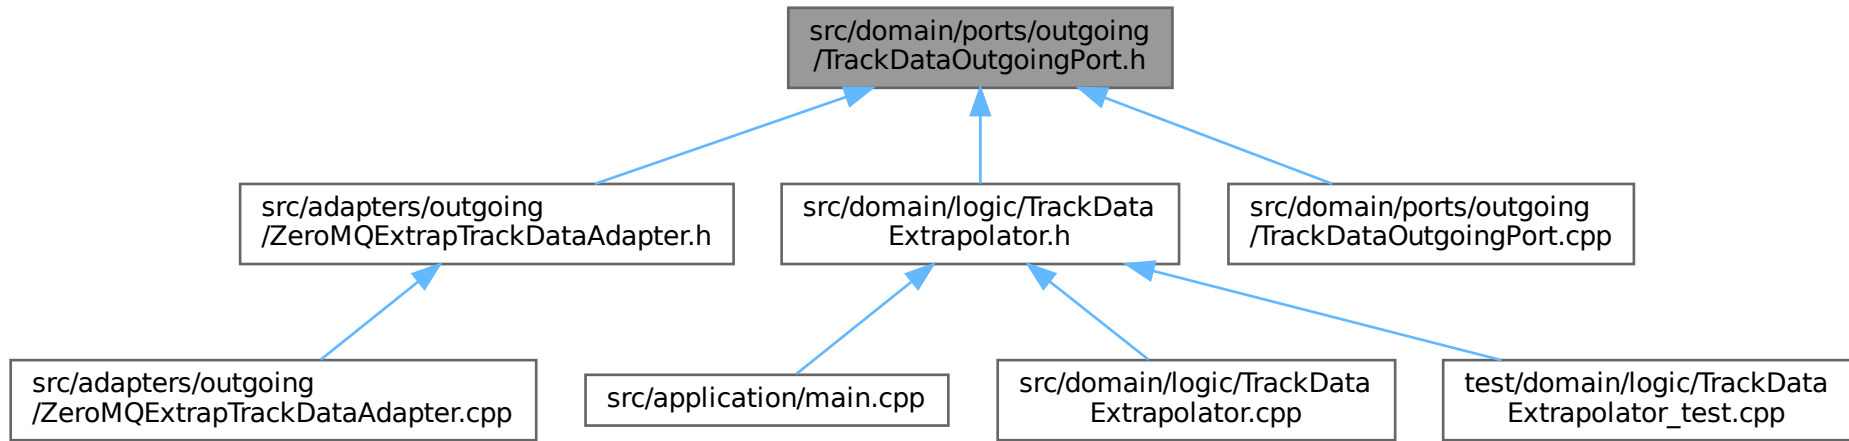 src/domain/ports/outgoing
/TrackDataOutgoingPort.h
src/adapters/outgoing
/ZeroMQExtrapTrackDataAdapter.h
src/domain/logic/TrackData
Extrapolator.h
src/domain/ports/outgoing
/TrackDataOutgoingPort.cpp
src/adapters/outgoing
/ZeroMQExtrapTrackDataAdapter.cpp
src/application/main.cpp
src/domain/logic/TrackData
Extrapolator.cpp
test/domain/logic/TrackData
Extrapolator_test.cpp